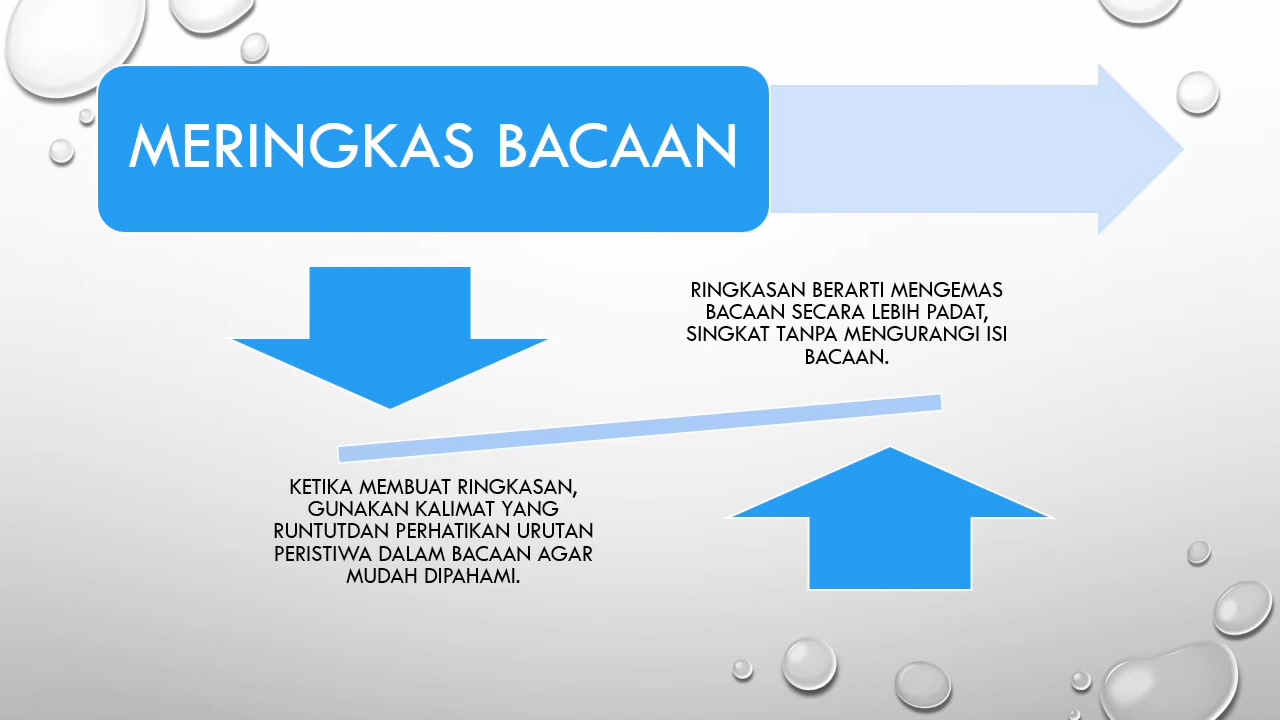 MERINGKAS BACAAN
RINGKASAN BERARTI MENGEMAS
BACAAN SECARA LEBIH PADAT,
SINGKAT TANPA MENGURANGI ISI
BACAAN.
KETIKA MEMBUAT RINGKASAN,
GUNAKAN KALIMAT YANG
RUNTUTDAN PERHATIKAN URUTAN
PERISTIWA DALAM BACAAN AGAR
MUDAH DIPAHAMI.